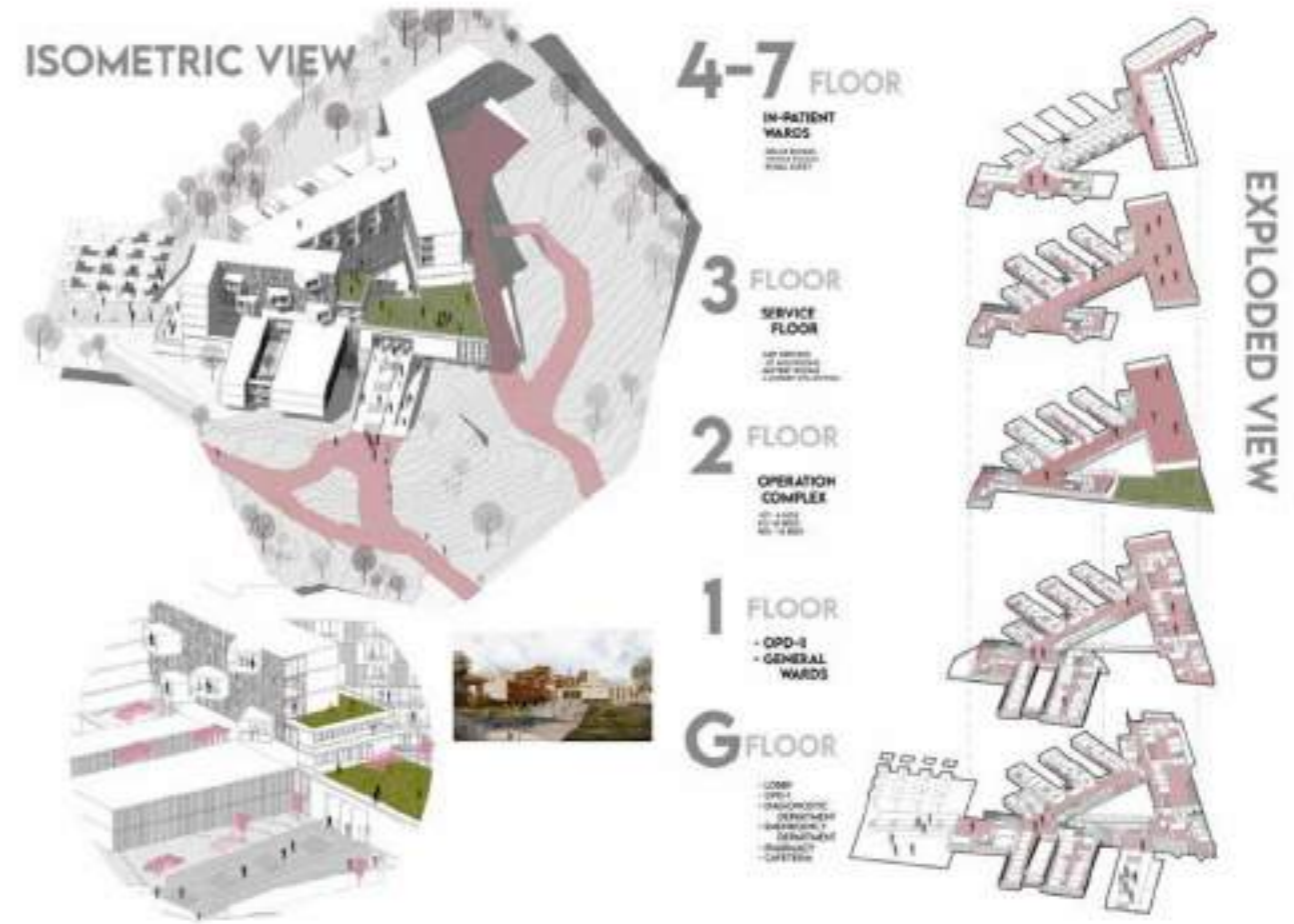 ISOMETRIC VIEW
4-7 FLOOR
IN-PATIENT
WARDS
3 FLOOR
SERVICE
FLOOR
2 FLOOR
OPERATION
COMPLEX
1 FLOOR
- OPD-II
- GENERAL
WARDS
G FLOOR
- LOBBY
- OPD-I
- DIAGNOSTIC
DEPARTMENT
- EMERGENCY
DEPARTMENT
- PHARMACY
- CAFETERIA
EXPLODED VIEW